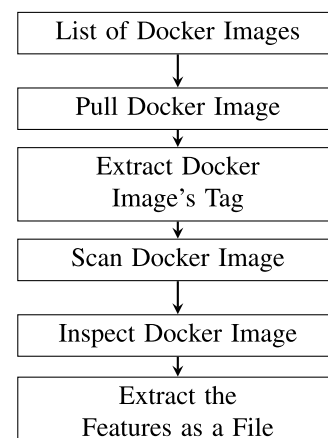 List of Docker Images
Pull Docker Image
Extract Docker
Image's Tag
Scan Docker Image
Inspect Docker Image
Extract the
Features as a File